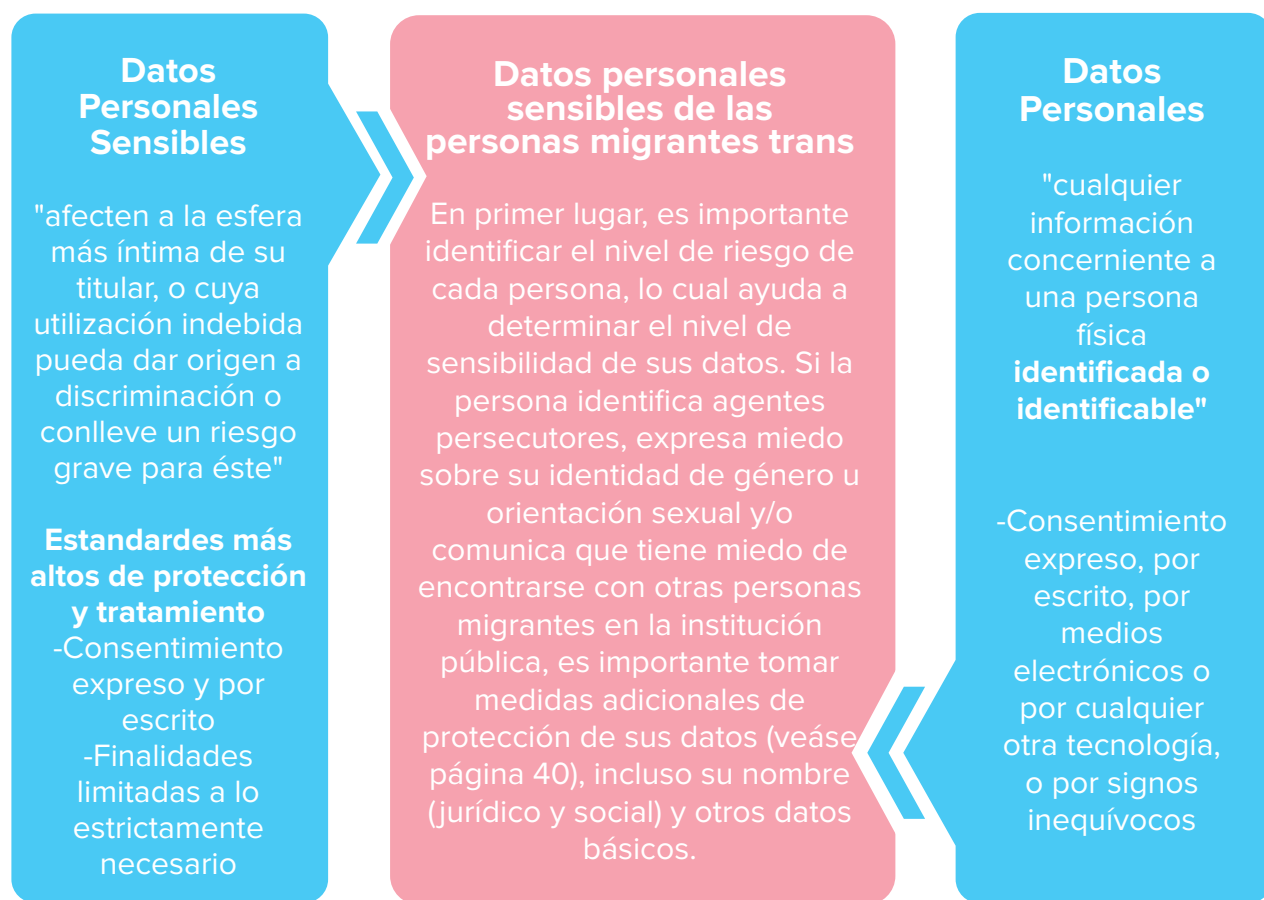 Datos
Personales
Sensibles
"afecten a la esfera
más íntima de su
titular, o cuya
utilización indebida
pueda dar origen a
discriminación o
conlleve un riesgo
grave para éste"
Estandardes más
altos de protección
y tratamiento
-Consentimiento
expreso y por
escrito
-Finalidades
limitadas a lo
estrictamente
necesario
Datos personales
sensibles de las
personas migrantes trans
En primer lugar, es importante
identificar el nivel de riesgo de
cada persona, lo cual ayuda a
determinar el nivel de
sensibilidad de sus datos. Si la
persona identifica agentes
persecutores, expresa miedo
sobre su identidad de género u
orientación sexual y/o
comunica que tiene miedo de
encontrarse con otras personas
migrantes en la institución
pública, es importante tomar
medidas adicionales de
protección de sus datos (veáse
página 40), incluso su nombre
(jurídico y social) y otros datos
básicos.
Datos
Personales
"cualquier
información
concerniente a
una persona
física
identificada o
identificable"
-Consentimiento
expreso, por
escrito, por
medios
electrónicos o
por cualquier
otra tecnología,
o por signos
inequívocos